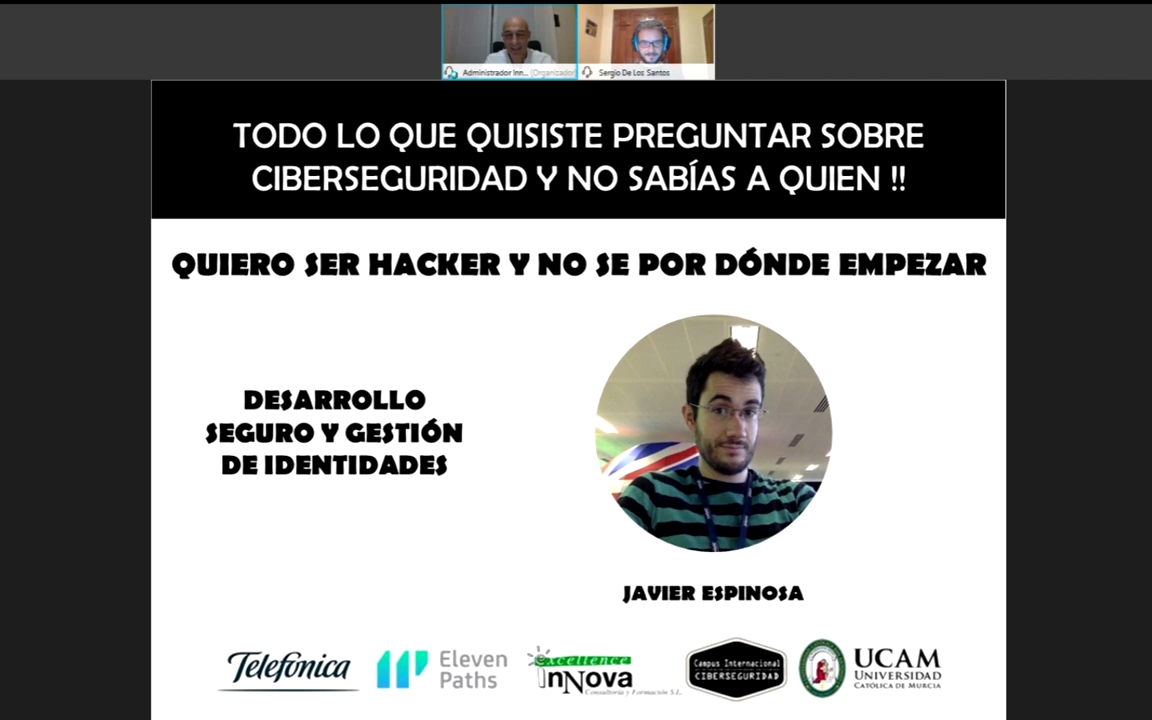 Administrador Inn... (Organizador
Sergio De Los Santos
TODO LO QUE QUISISTE PREGUNTAR SOBRE
CIBERSEGURIDAD Y NO SABÍAS A QUIEN !!
QUIERO SER HACKER Y NO SE POR DÓNDE EMPEZAR
DESARROLLO
SEGURO Y GESTIÓN
DE IDENTIDADES
JAVIER ESPINOSA
Telefónica
Eleven
Paths
excellence
inNova
Consultoría y Formación S.L.
Campus Internacional
CIBERSEGURIDAD
UCAM
UNIVERSIDAD
CATÓLICA DE MURCIA